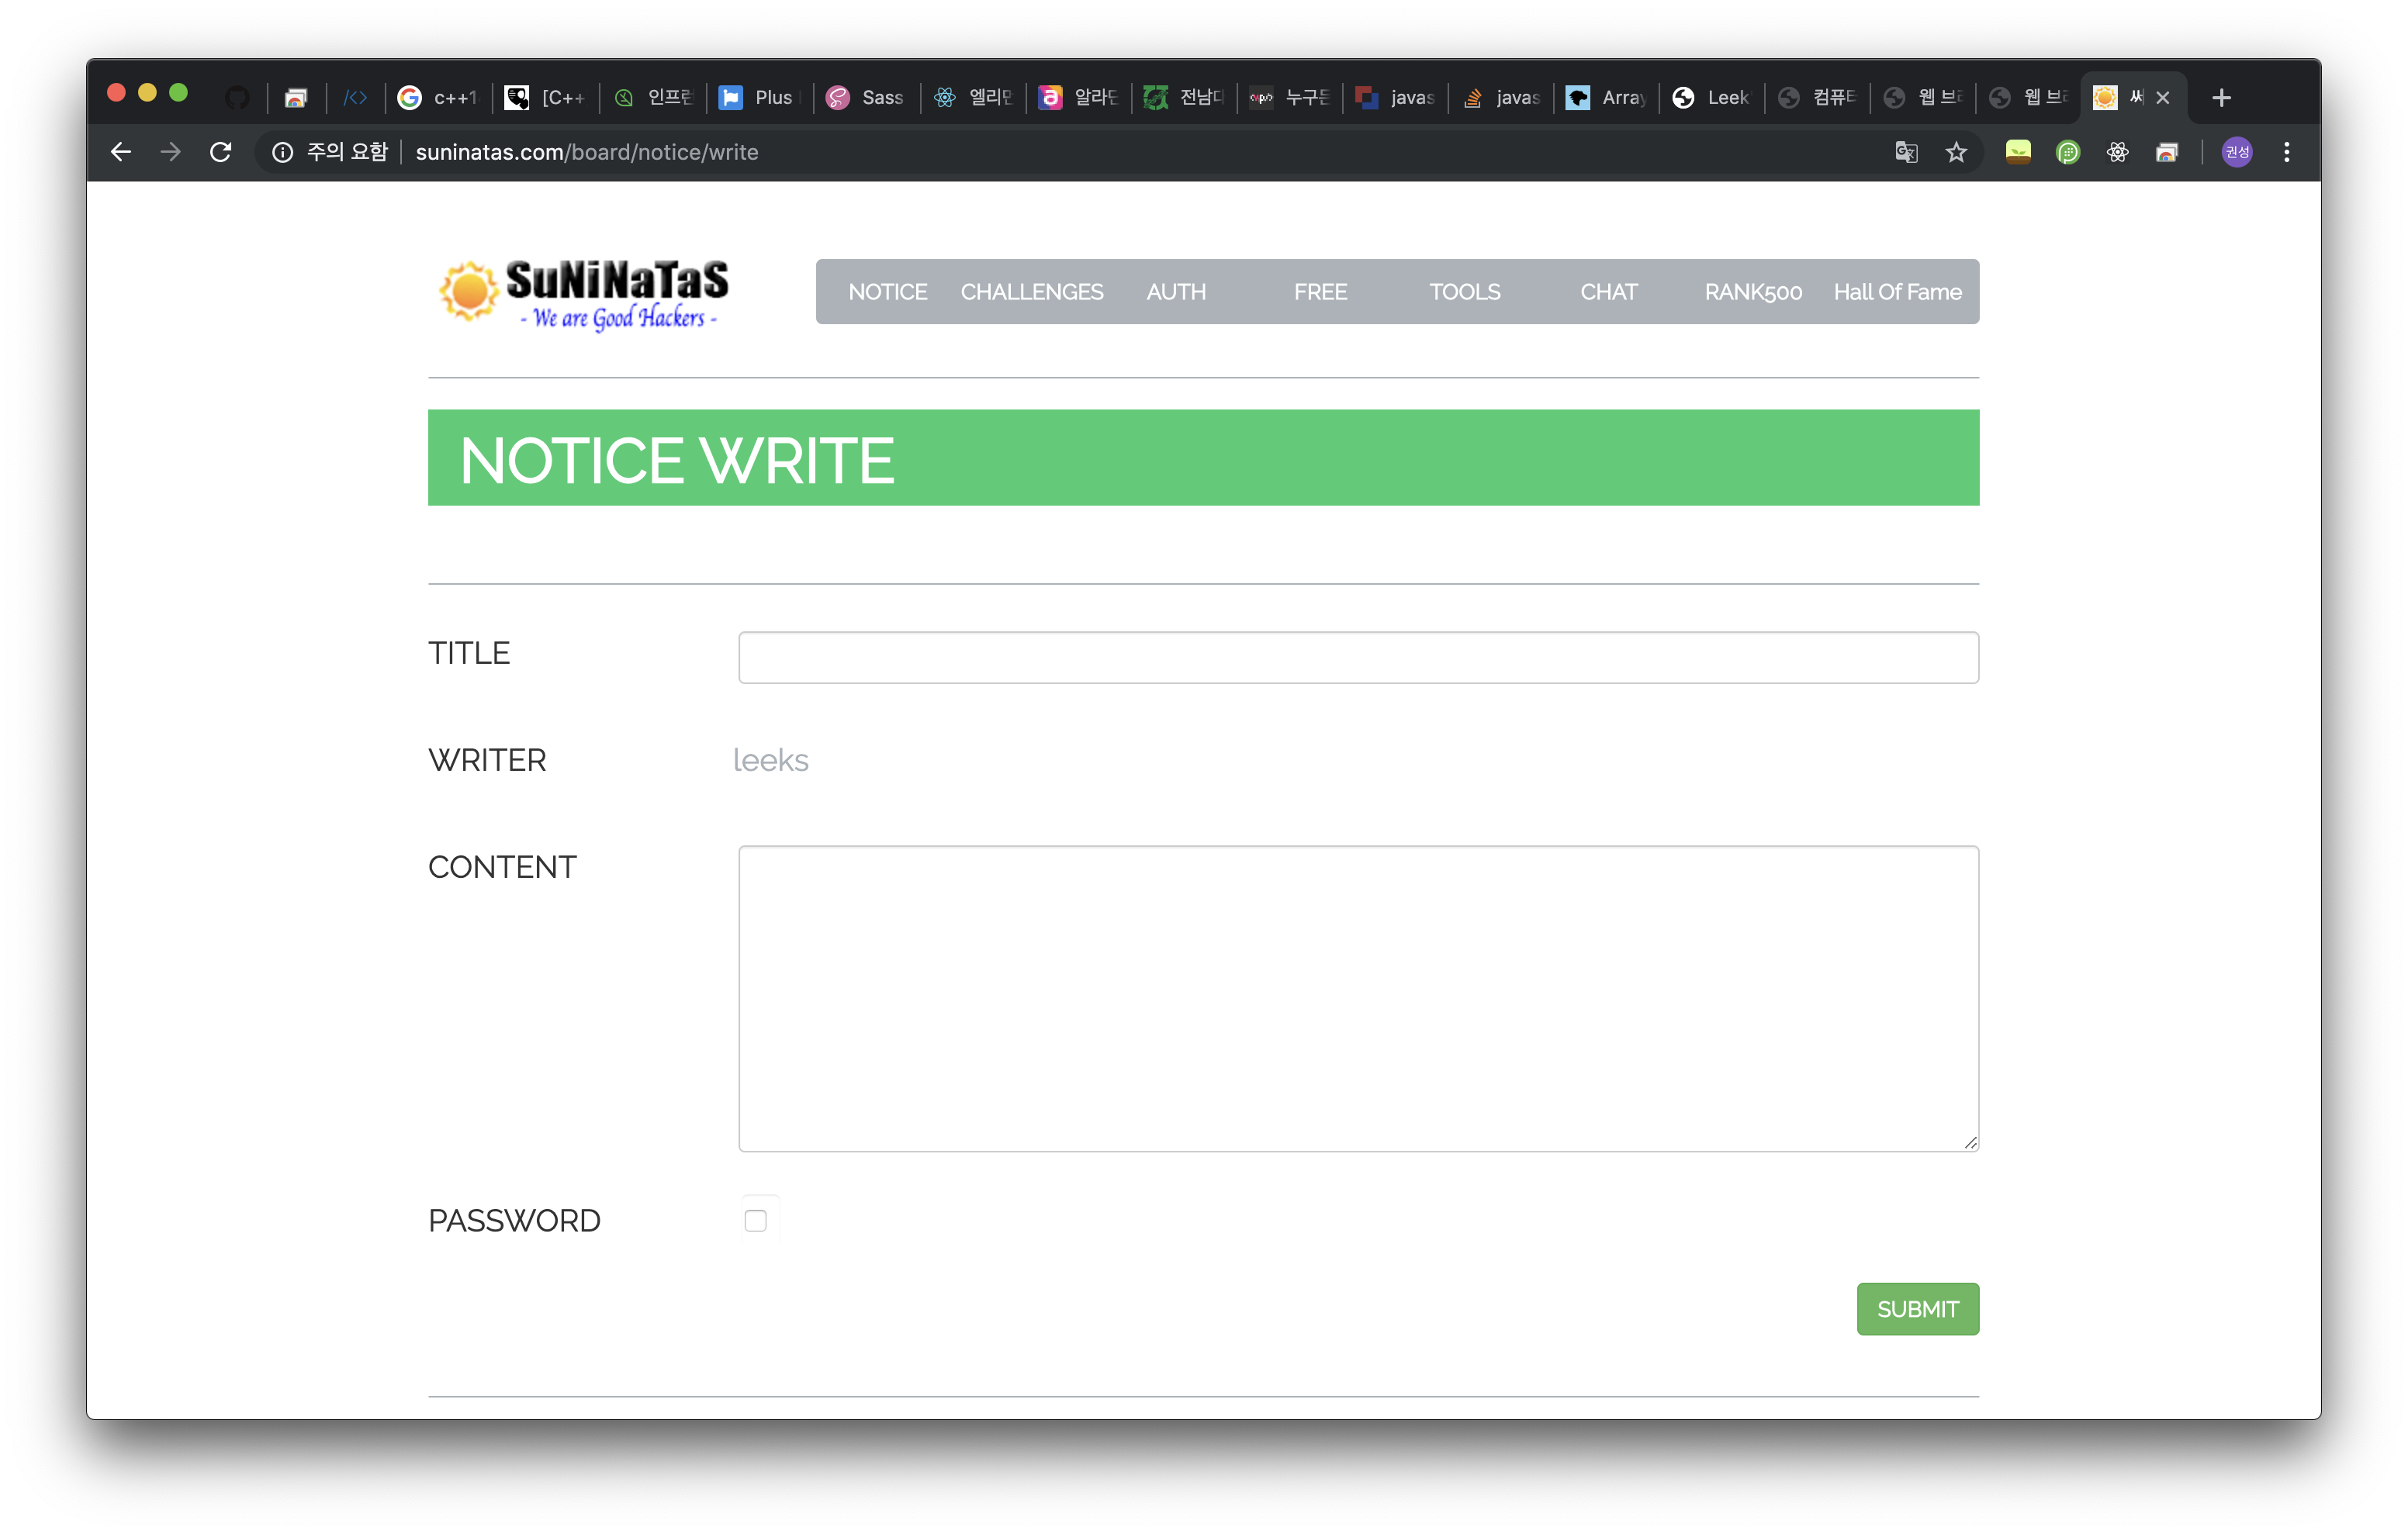 c++1 [C++ 인프런 Plus Sass 엘리먼 알라딘 전남대 누구든 javas javas Array Leek 컴퓨터 웹 브라 웹 브라 써
주의 요함 suninatas.com/board/notice/write 권성
SuNiNaTaS
- We are Good Hackers -
NOTICE CHALLENGES AUTH FREE TOOLS CHAT RANK500 Hall Of Fame
NOTICE WRITE
TITLE
WRITER leeks
CONTENT
PASSWORD
SUBMIT